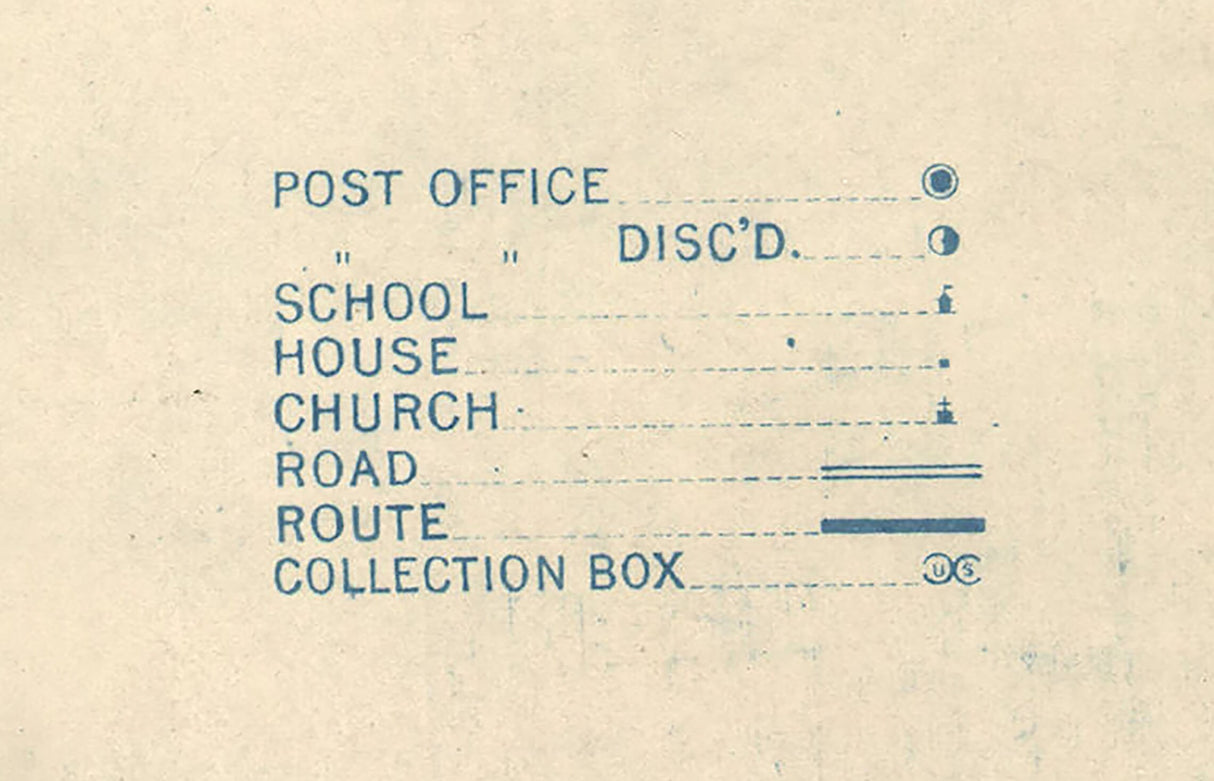 POST OFFICE
" " DISC'D.
SCHOOL
HOUSE
CHURCH
ROAD
ROUTE
COLLECTION BOX U S